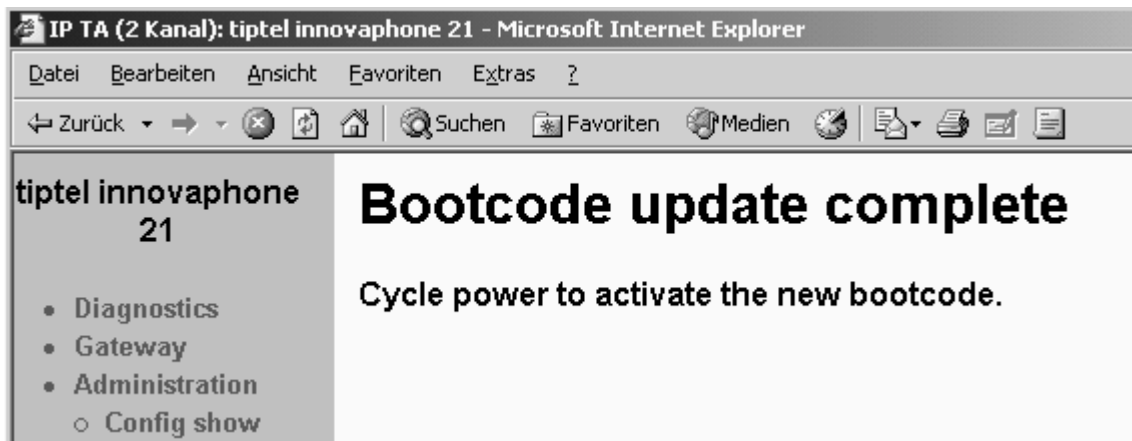 IP TA (2 Kanal): tiptel innovaphone 21 - Microsoft Internet Explorer
Datei Bearbeiten Ansicht Favoriten Extras ?
Zurück Suchen Favoriten Medien
tiptel innovaphone
21
Bootcode update complete
Cycle power to activate the new bootcode.
Diagnostics
Gateway
Administration
Config show